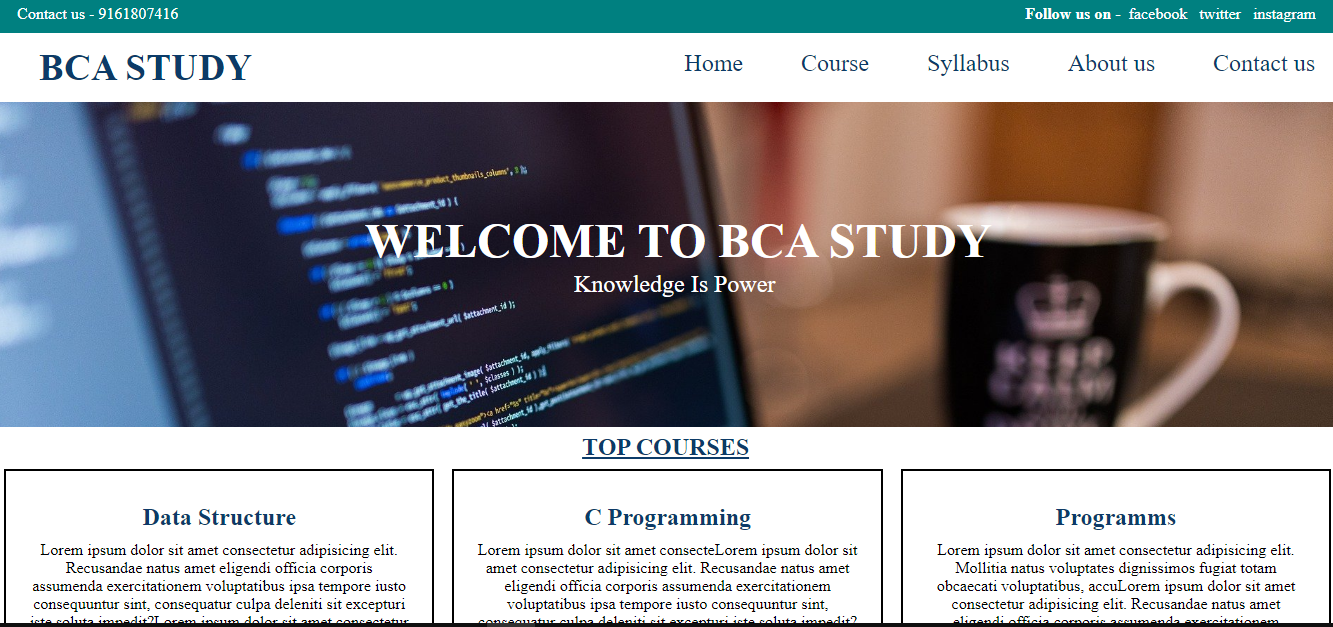 Contact us - 9161807416
Follow us on - facebook twitter instagram
BCA STUDY
Home Course Syllabus About us Contact us
woocommerce_product_thumbnails_columns', 3 );
$attachment_id ) {
WELCOME TO BCA STUDY
Knowledge Is Power
KEEP
TOP COURSES
Data Structure
Lorem ipsum dolor sit amet consectetur adipisicing elit.
Recusandae natus amet eligendi officia corporis
assumenda exercitationem voluptatibus ipsa tempore iusto
consequuntur sint, consequatur culpa deleniti sit excepturi
iste soluta impedit?Lorem ipsum dolor sit amet consectetur
C Programming
Lorem ipsum dolor sit amet consecteLorem ipsum dolor sit
amet consectetur adipisicing elit. Recusandae natus amet
eligendi officia corporis assumenda exercitationem
voluptatibus ipsa tempore iusto consequuntur sint,
consequatur culpa deleniti sit excepturi iste soluta impedit?
Programms
Lorem ipsum dolor sit amet consectetur adipisicing elit.
Mollitia natus voluptates dignissimos fugiat totam
obcaecati voluptatibus, accuLorem ipsum dolor sit amet
consectetur adipisicing elit. Recusandae natus amet
eligendi officia corporis assumenda exercitationem